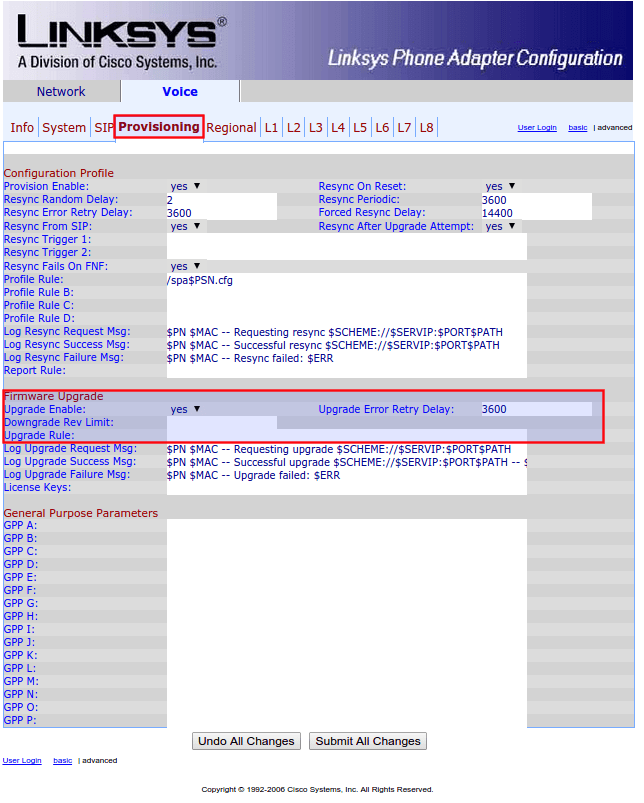 LINKSYS®
A Division of Cisco Systems, Inc.
Linksys Phone Adapter Configuration
Network Voice
Info System SIP Provisioning Regional L1 L2 L3 L4 L5 L6 L7 L8 User Login basic | advanced
Configuration Profile
Provision Enable: yes Resync On Reset: yes
Resync Random Delay: 2 Resync Periodic: 3600
Resync Error Retry Delay: 3600 Forced Resync Delay: 14400
Resync From SIP: yes Resync After Upgrade Attempt: yes
Resync Trigger 1:
Resync Trigger 2:
Resync Fails On FNF: yes
Profile Rule: /spa$PSN.cfg
Profile Rule B:
Profile Rule C:
Profile Rule D:
Log Resync Request Msg: $PN $MAC -- Requesting resync $SCHEME://$SERVIP:$PORT$PATH
Log Resync Success Msg: $PN $MAC -- Successful resync $SCHEME://$SERVIP:$PORT$PATH
Log Resync Failure Msg: $PN $MAC -- Resync failed: $ERR
Report Rule:
Firmware Upgrade
Upgrade Enable: yes Upgrade Error Retry Delay: 3600
Downgrade Rev Limit:
Upgrade Rule:
Log Upgrade Request Msg: $PN $MAC -- Requesting upgrade $SCHEME://$SERVIP:$PORT$PATH
Log Upgrade Success Msg: $PN $MAC -- Successful upgrade $SCHEME://$SERVIP:$PORT$PATH -- $
Log Upgrade Failure Msg: $PN $MAC -- Upgrade failed: $ERR
License Keys:
General Purpose Parameters
GPP A:
GPP B:
GPP C:
GPP D:
GPP E:
GPP F:
GPP G:
GPP H:
GPP I:
GPP J:
GPP K:
GPP L:
GPP M:
GPP N:
GPP O:
GPP P:
Undo All Changes Submit All Changes
User Login basic | advanced
Copyright © 1992-2006 Cisco Systems, Inc. All Rights Reserved.